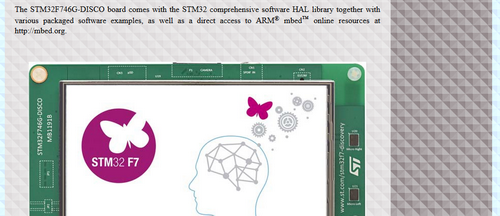 The STM32F746G-DISCO board comes with the STM32 comprehensive software HAL library together with
various packaged software examples, as well as a direct access to ARM® mbed™ online resources at
http://mbed.org.
CAMERA
STM32F746G-DISCO
MB1191B
STM32 F7
www.st.com/stm32f7-discovery
ST